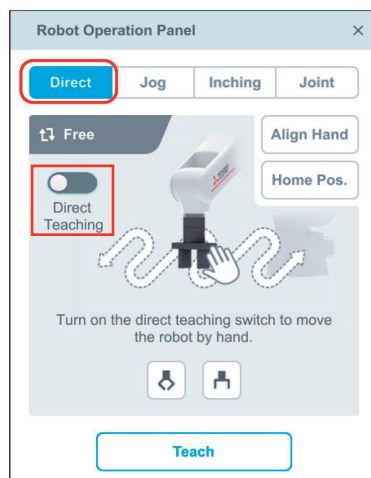 Robot Operation Panel
Direct
Jog
Inching
Joint
Free
Align Hand
Home Pos.
Direct
Teaching
Turn on the direct teaching switch to move
the robot by hand.
Teach